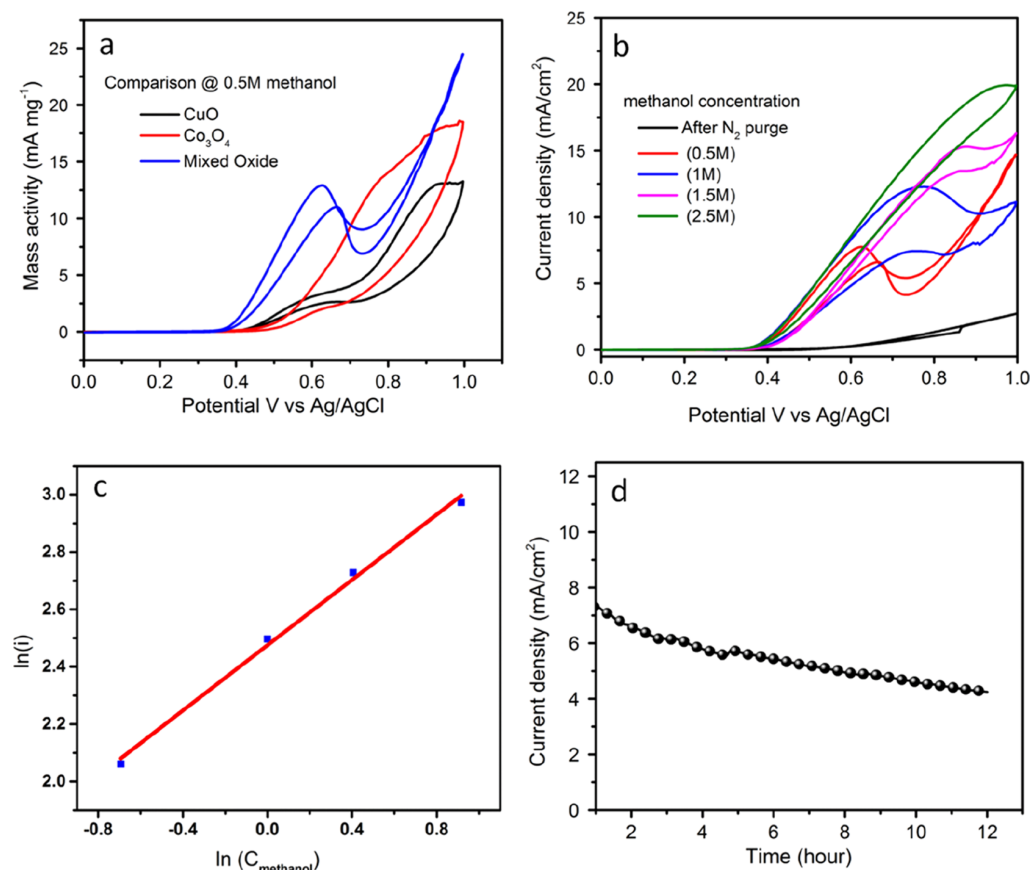 a
Comparison @ 0.5M methanol
CuO
Co₃O₄
Mixed Oxide
Mass activity (mA mg⁻¹)
25
20
15
10
5
0
0.0 0.2 0.4 0.6 0.8 1.0
Potential V vs Ag/AgCl
b
methanol concentration
After N₂ purge
(0.5M)
(1M)
(1.5M)
(2.5M)
Current density (mA/cm²)
25
20
15
10
5
0
0.0 0.2 0.4 0.6 0.8 1.0
Potential V vs Ag/AgCl
c
ln(i)
3.0
2.8
2.6
2.4
2.2
2.0
-0.8 -0.4 0.0 0.4 0.8
ln (Cₘₑₜₕₐₙₒₗ)
d
Current density (mA/cm²)
12
10
8
6
4
2
0
2 4 6 8 10 12
Time (hour)